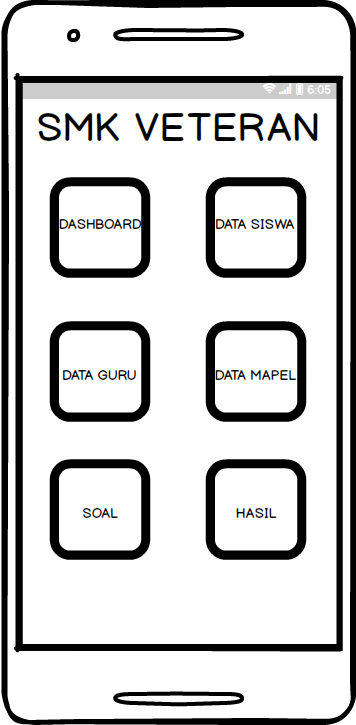 6:05
SMK VETERAN
DASHBOARD
DATA SISWA
DATA GURU
DATA MAPEL
SOAL
HASIL